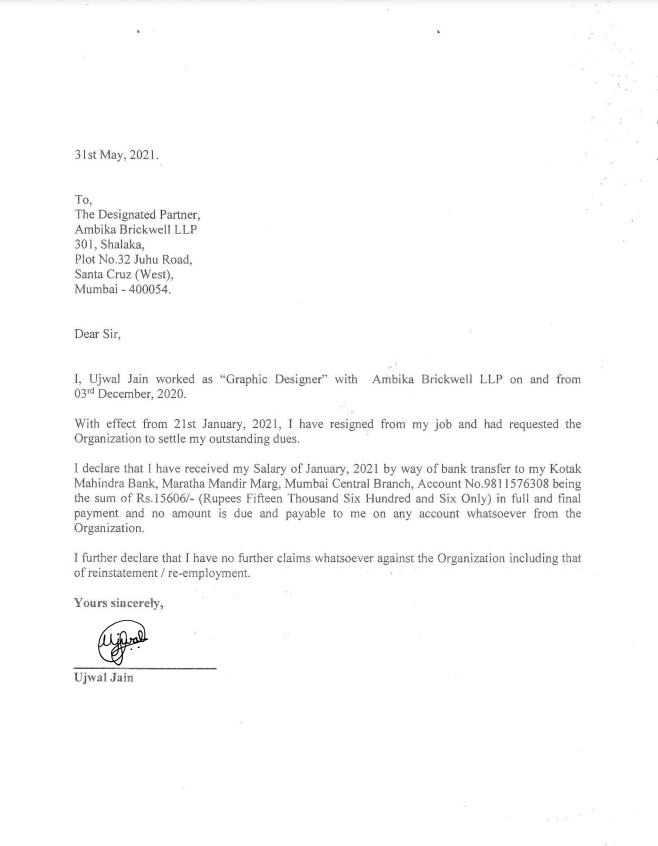 31st May, 2021.
To,
The Designated Partner,
Ambika Brickwell LLP
301, Shalaka,
Plot No.32 Juhu Road,
Santa Cruz (West),
Mumbai - 400054.
Dear Sir,
I, Ujwal Jain worked as “Graphic Designer” with Ambika Brickwell LLP on and from
03rd December, 2020.
With effect from 21st January, 2021, I have resigned from my job and had requested the
Organization to settle my outstanding dues.
I declare that I have received my Salary of January, 2021 by way of bank transfer to my Kotak
Mahindra Bank, Maratha Mandir Marg, Mumbai Central Branch, Account No.9811576308 being
the sum of Rs.15606/- (Rupees Fifteen Thousand Six Hundred and Six Only) in full and final
payment and no amount is due and payable to me on any account whatsoever from the
Organization.
I further declare that I have no further claims whatsoever against the Organization including that
of reinstatement / re-employment.
Yours sincerely,
Ujwal
Ujwal Jain